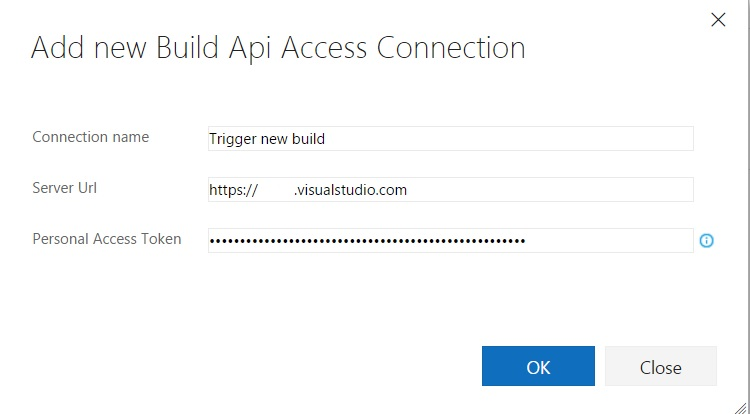 Add new Build Api Access Connection
Connection name
Trigger new build
Server Url
https:// .visualstudio.com
Personal Access Token
••••••••••••••••••••••••••••••••••••••••••••••••••••
OK
Close